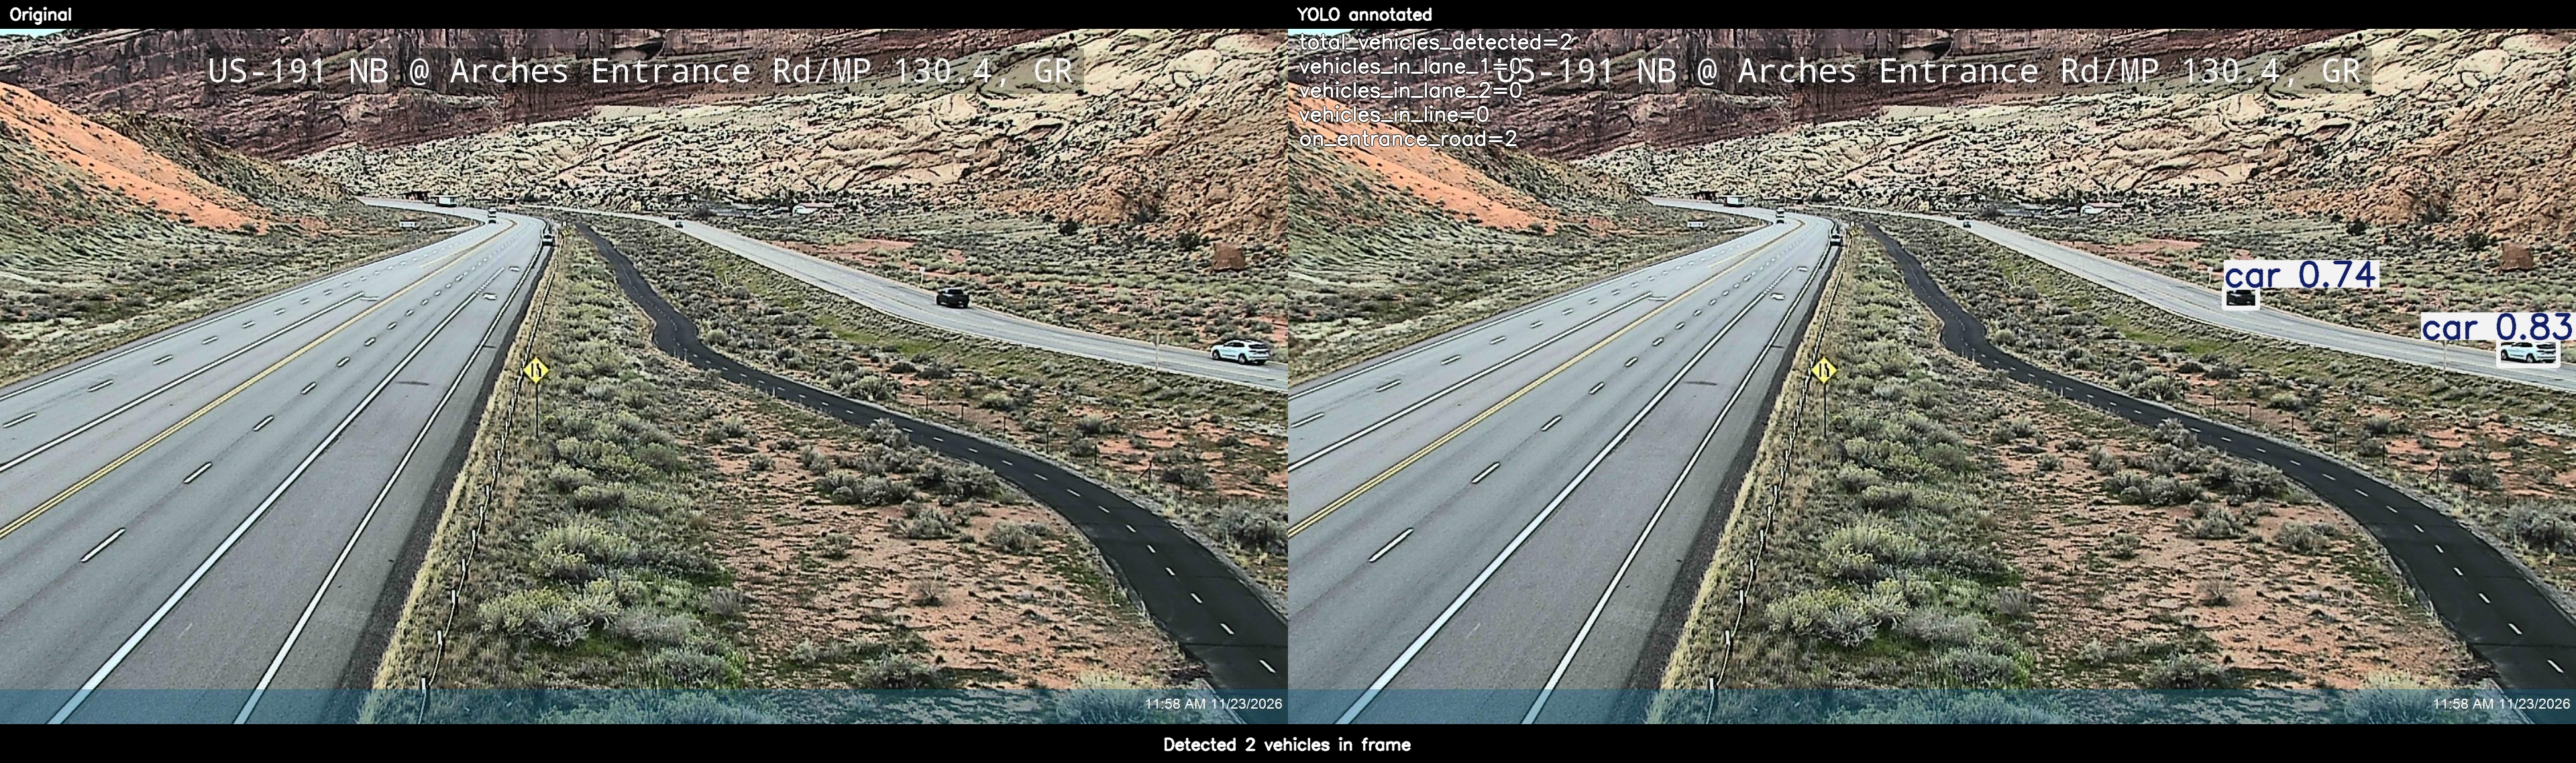 Original
US-191 NB @ Arches Entrance Rd/MP 130.4, GR
11:58 AM 11/23/2026
YOLO annotated
total_vehicles_detected=2
vehicles_in_lane_1=0
US-191 NB @ Arches Entrance Rd/MP 130.4, GR
vehicles_in_lane_2=0
vehicles_in_line=0
on_entrance_road=2
car 0.74
car 0.83
11:58 AM 11/23/2026
Detected 2 vehicles in frame